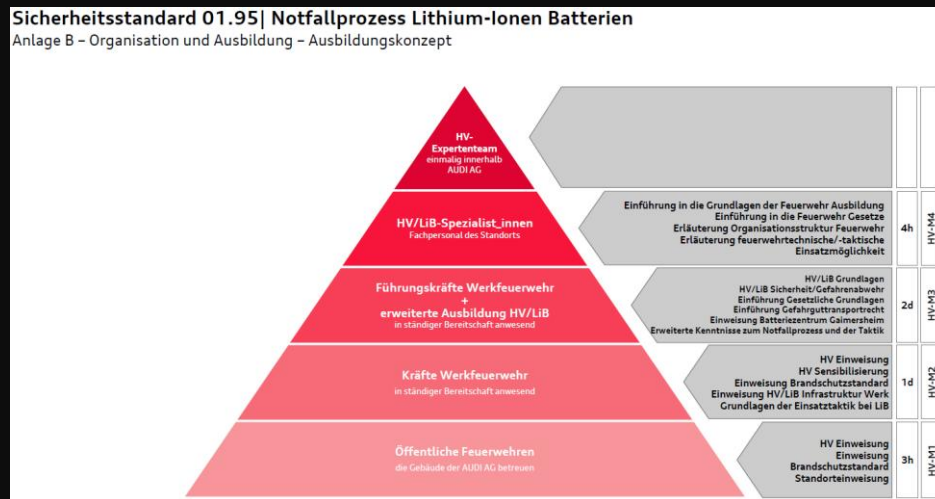 Sicherheitsstandard 01.95| Notfallprozess Lithium-Ionen Batterien
Anlage B – Organisation und Ausbildung – Ausbildungskonzept
HV-
Expertenteam
einmalig innerhalb
AUDI AG
HV/LiB-Spezialist_innen
Fachpersonal des Standorts
Einführung in die Grundlagen der Feuerwehr Ausbildung
Einführung in die Feuerwehr Gesetze
Erläuterung Organisationsstruktur Feuerwehr
Erläuterung feuerwehrtechnische/-taktische
Einsatzmöglichkeit
4h
HV-M4
Führungskräfte Werkfeuerwehr
+
erweiterte Ausbildung HV/LiB
in ständiger Bereitschaft anwesend
HV/LiB Grundlagen
HV/LiB Sicherheit/Gefahrenabwehr
Einführung Gesetzliche Grundlagen
Einführung Gefahrguttransportrecht
Einweisung Batteriezentrum Gaimersheim
Erweiterte Kenntnisse zum Notfallprozess und der Taktik
2d
HV-M3
Kräfte Werkfeuerwehr
in ständiger Bereitschaft anwesend
HV Einweisung
HV Sensibilisierung
Einweisung Brandschutzstandard
Einweisung HV/LiB Infrastruktur Werk
Grundlagen der Einsatztaktik bei LiB
1d
HV-M2
Öffentliche Feuerwehren
die Gebäude der AUDI AG betreuen
HV Einweisung
Einweisung
Brandschutzstandard
Standorteinweisung
3h
HV-M1